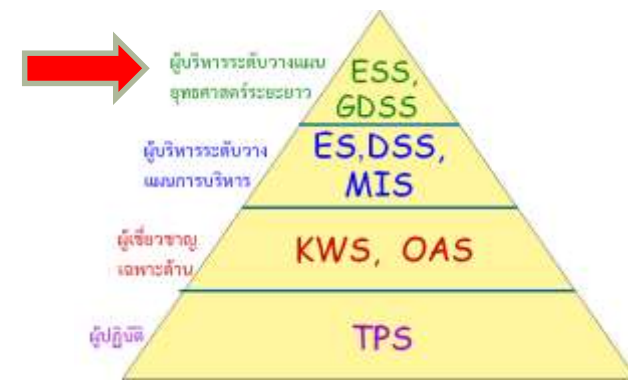 ผู้บริหารระดับวางแผน
ยุทธศาสตร์ระยะยาว
ESS,
GDSS
ผู้บริหารระดับวาง
แผนการบริหาร
ES,DSS,
MIS
ผู้เชี่ยวชาญ
เฉพาะด้าน
KWS, OAS
ผู้ปฏิบัติ
TPS